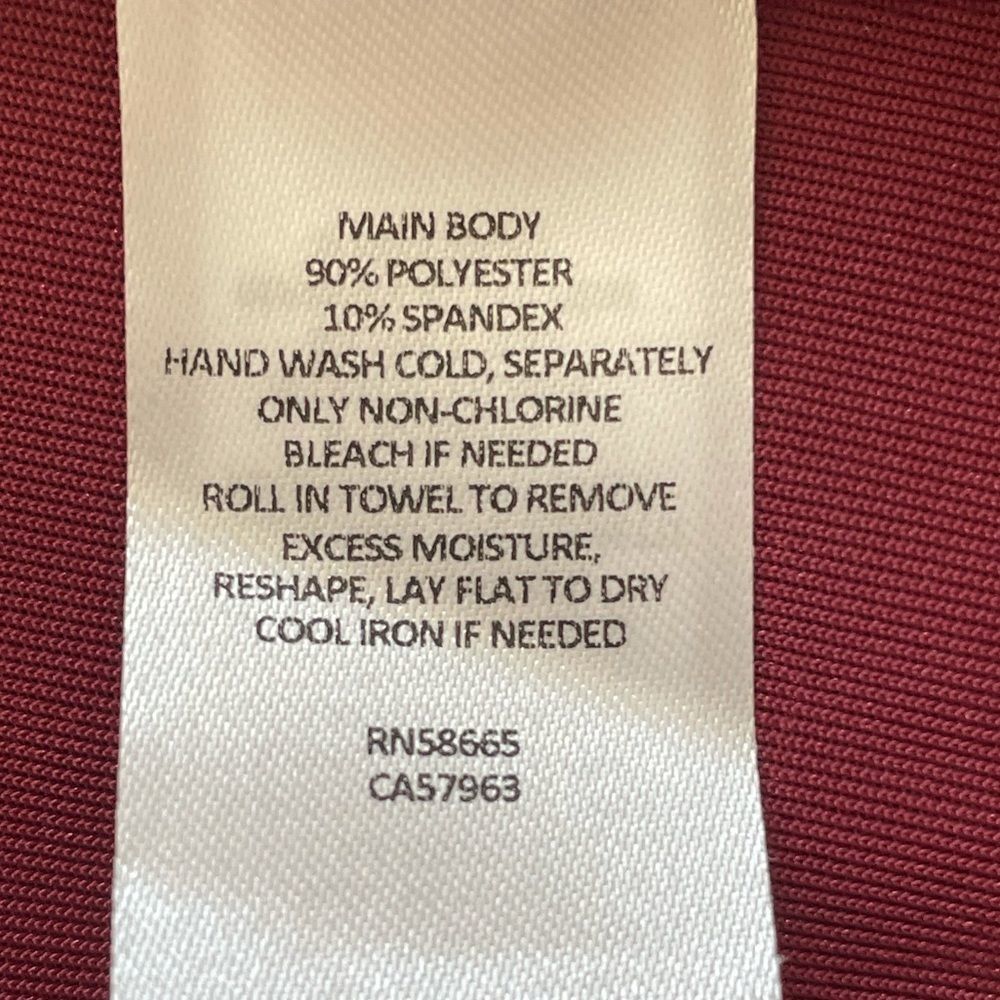 MAIN BODY
90% POLYESTER
10% SPANDEX
HAND WASH COLD, SEPARATELY
ONLY NON-CHLORINE
BLEACH IF NEEDED
ROLL IN TOWEL TO REMOVE
EXCESS MOISTURE,
RESHAPE, LAY FLAT TO DRY
COOL IRON IF NEEDED
RN58665
CA57963